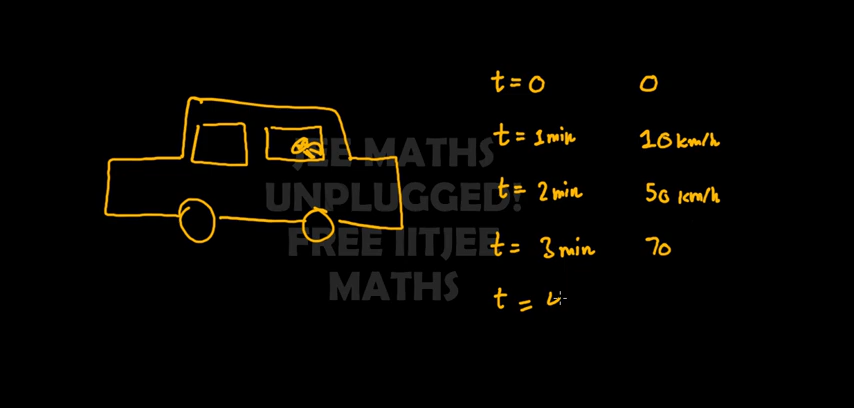 t = 0 0
t = 1 min 10 km/h
t = 2 min 50 km/h
t = 3 min 70
t =
JEE MATHS
UNPLUGGED!
FREE IITJEE
MATHS